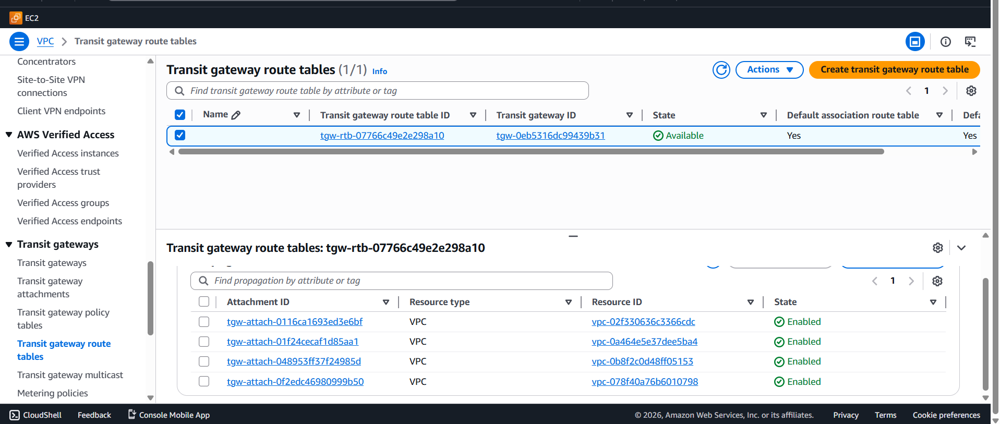 EC2
VPC
Transit gateway route tables
Concentrators
Site-to-Site VPN
connections
Client VPN endpoints
AWS Verified Access
Verified Access instances
Verified Access trust
providers
Verified Access groups
Verified Access endpoints
Transit gateways
Transit gateways
Transit gateway
attachments
Transit gateway policy
tables
Transit gateway route
tables
Transit gateway multicast
Metering policies
Transit gateway route tables (1/1) Info
Actions
Create transit gateway route table
Find transit gateway route table by attribute or tag
1
Name Transit gateway route table ID Transit gateway ID State Default association route table Defa
tgw-rtb-07766c49e2e298a10 tgw-0eb5316dc99439b31 Available Yes Yes
Transit gateway route tables: tgw-rtb-07766c49e2e298a10
Find propagation by attribute or tag
1
Attachment ID Resource type Resource ID State
tgw-attach-0116ca1693ed3e6bf VPC vpc-02f330636c3366cdc Enabled
tgw-attach-01f24cecaf1d85aa1 VPC vpc-0a464e5e37dee5ba4 Enabled
tgw-attach-048953ff37f24985d VPC vpc-0b8f2c0d48ff05153 Enabled
tgw-attach-0f2edc46980999b50 VPC vpc-078f40a76b6010798 Enabled
CloudShell Feedback Console Mobile App © 2026, Amazon Web Services, Inc. or its affiliates. Privacy Terms Cookie preferences